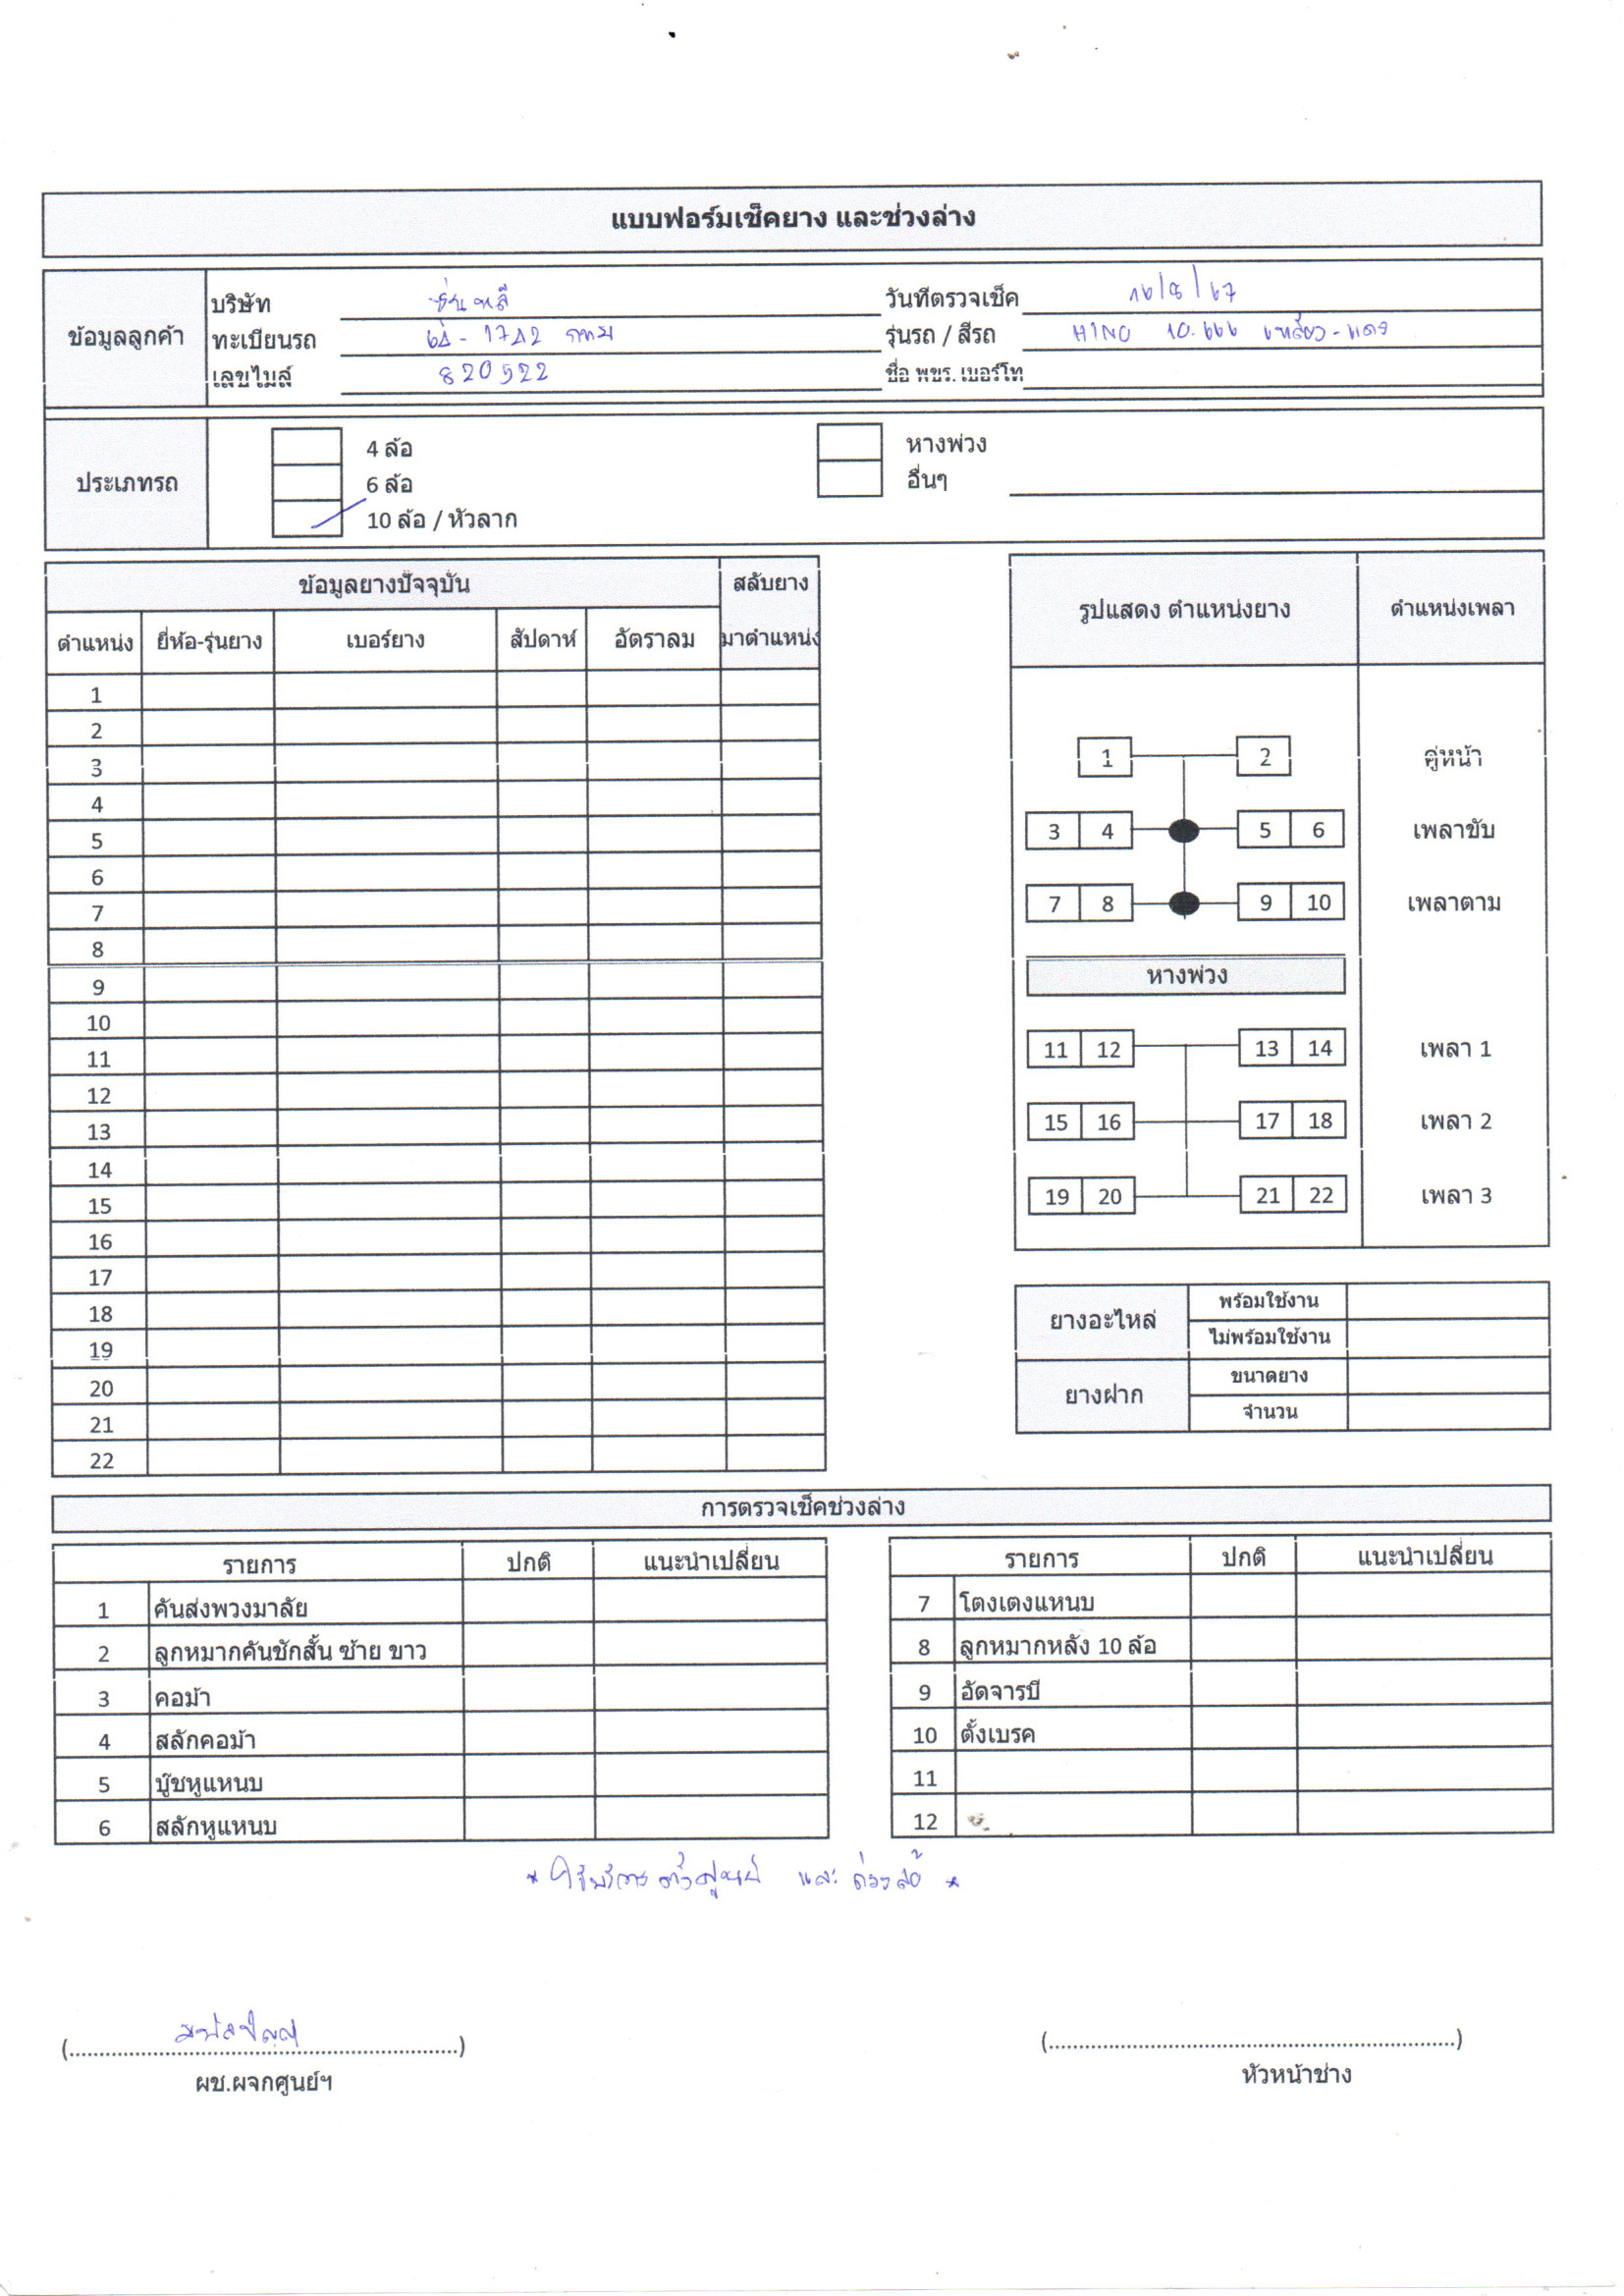 แบบฟอร์มเช็คยาง และช่วงล่าง
ข้อมูลลูกค้า
บริษัท ซุ่นหลี วันที่ตรวจเช็ค 16/8/67
ทะเบียนรถ กทม รุ่นรถ / สีรถ HINO เหลือง-แดง
เลขไมล์ 820522 ชื่อ พขร. เบอร์โท
ประเภทรถ
4 ล้อ หางพ่วง
6 ล้อ อื่นๆ
10 ล้อ / หัวลาก
ข้อมูลยางปัจจุบัน สลับยาง
ตำแหน่ง ยี่ห้อ-รุ่นยาง เบอร์ยาง สัปดาห์ อัตราลม มาตำแหน่ง
1
2
3
4
5
6
7
8
9
10
11
12
13
14
15
16
17
18
19
20
21
22
รูปแสดง ตำแหน่งยาง ตำแหน่งเพลา
1 2 คู่หน้า
3 4 5 6 เพลาขับ
7 8 9 10 เพลาตาม
หางพ่วง
11 12 13 14 เพลา 1
15 16 17 18 เพลา 2
19 20 21 22 เพลา 3
ยางอะไหล่ พร้อมใช้งาน
ไม่พร้อมใช้งาน
ยางฝาก ขนาดยาง
จำนวน
การตรวจเช็คช่วงล่าง
รายการ ปกติ แนะนำเปลี่ยน
1 คันส่งพวงมาลัย
2 ลูกหมากคันชักสั้น ซ้าย ขาว
3 คอม้า
4 สลักคอม้า
5 บู๊ชหูแหนบ
6 สลักหูแหนบ
รายการ ปกติ แนะนำเปลี่ยน
7 โตงเตงแหนบ
8 ลูกหมากหลัง 10 ล้อ
9 อัดจารบี
10 ตั้งเบรค
11
12
* ใช้บริการ ตั้งศูนย์ และ ถ่วงล้อ *
(..........)
ผช.ผจกศูนย์ฯ
(..........)
หัวหน้าช่าง